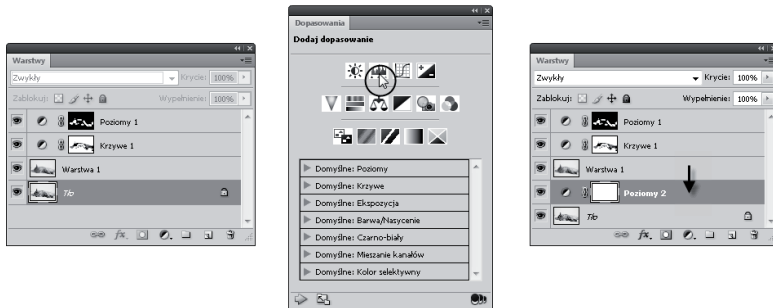 Warstwy
Zwykły Krycie: 100%
Zablokuj: Wypełnienie: 100%
Poziomy 1
Krzywe 1
Warstwa 1
Tło
fx.
Dopasowania
Dodaj dopasowanie
Domyślne: Poziomy
Domyślne: Krzywe
Domyślne: Ekspozycja
Domyślne: Barwa/Nasycenie
Domyślne: Czarno-biały
Domyślne: Mieszanie kanałów
Domyślne: Kolor selektywny
Warstwy
Zwykły Krycie: 100%
Zablokuj: Wypełnienie: 100%
Poziomy 1
Krzywe 1
Warstwa 1
Poziomy 2
Tło
fx.